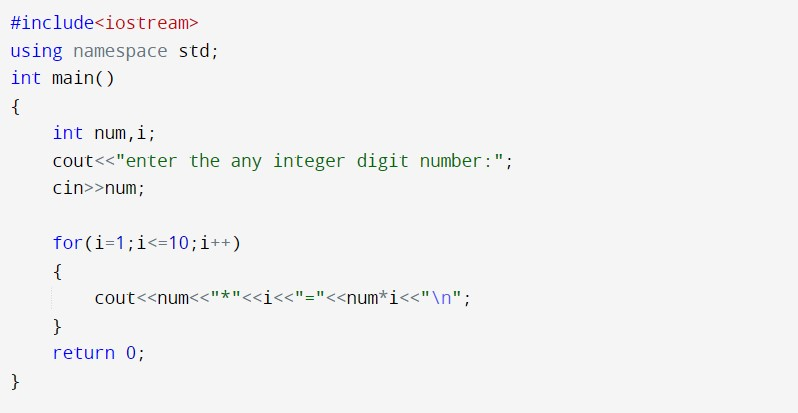 #include<iostream>
using namespace std;
int main()
{
    int num,i;
    cout<<"enter the any integer digit number:";
    cin>>num;

    for(i=1;i<=10;i++)
    {
        cout<<num<<"*"<<i<<"="<<num*i<<"\n";
    }
    return 0;
}